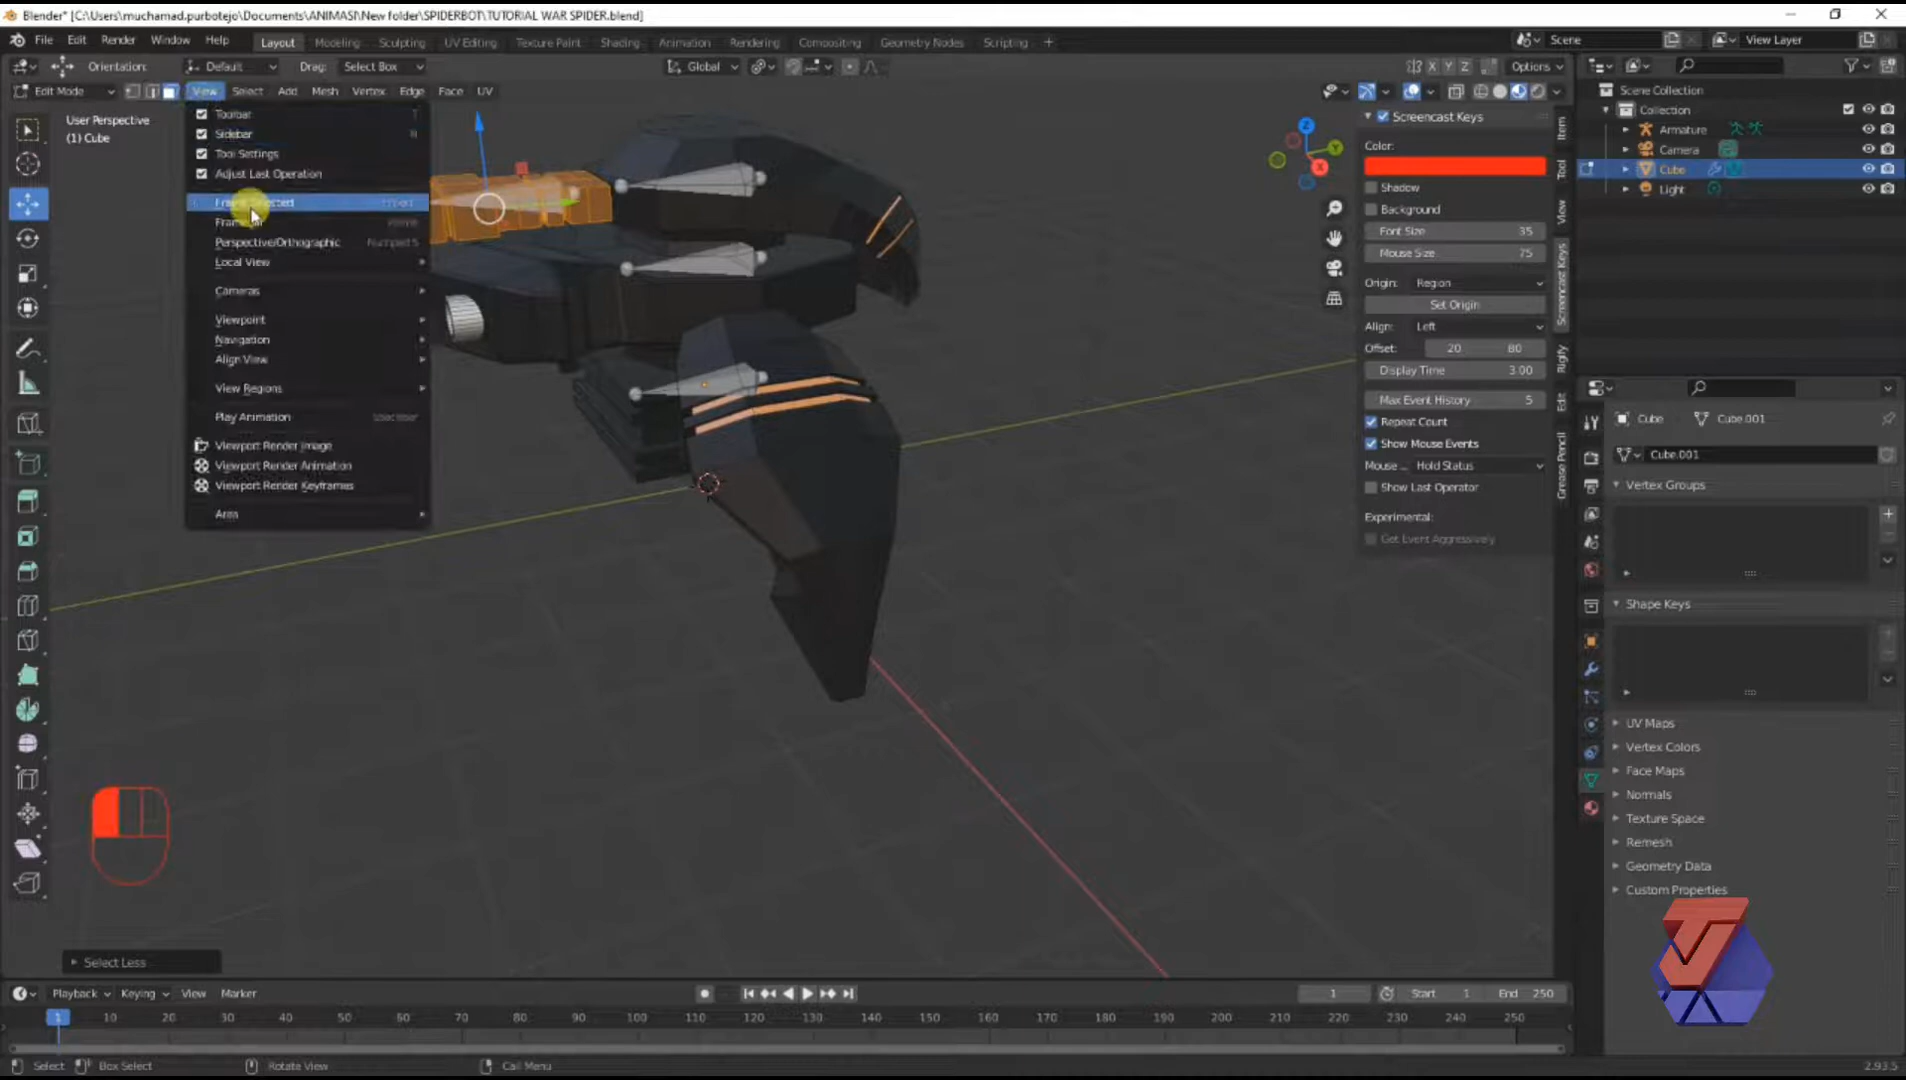 Blender* [C:\Users\muchamad.purbotejo\Documents\ANIMASI\New folder\SPIDERBOT\TUTORIAL WAR SPIDER.blend]
File Edit Render Window Help Layout Modeling Sculpting UV Editing Texture Paint Shading Animation Rendering Compositing Geometry Nodes Scripting + Scene View Layer
Orientation: Default Drag: Select Box Global X Y Z Options
Edit Mode View Select Add Mesh Vertex Edge Face UV
User Perspective
(1) Cube
Toolbar T
Sidebar N
Tool Settings
Adjust Last Operation
Frame Selected
Perspective/Orthographic Numpad 5
Local View
Cameras
Viewpoint
Navigation
Align View
View Regions
Play Animation
Viewport Render Image
Viewport Render Animation
Viewport Render Keyframes
Area
Z
Y
X
Screencast Keys
Color:
Shadow
Background
Font Size 35
Mouse Size 75
Origin: Region
Set Origin
Align: Left
Offset: 20 80
Display Time 3.00
Max Event History 5
Repeat Count
Show Mouse Events
Mouse ... Hold Status
Show Last Operator
Experimental:
Get Event Aggressively
Item
Tool
View
Screencast Keys
Rigify
Edit
Grease Pencil
Scene Collection
Collection
Armature
Camera
Cube
Light
Cube Cube.001
Cube.001
Vertex Groups
Shape Keys
UV Maps
Vertex Colors
Face Maps
Normals
Texture Space
Remesh
Geometry Data
Custom Properties
Select Less
Playback Keying View Marker 1 Start 1 End 250
1 10 20 30 40 50 60 70 80 90 100 110 120 130 140 150 160 170 180 190 200 210 220 230 240 250
Select Box Select Rotate View Call Menu 2.93.5